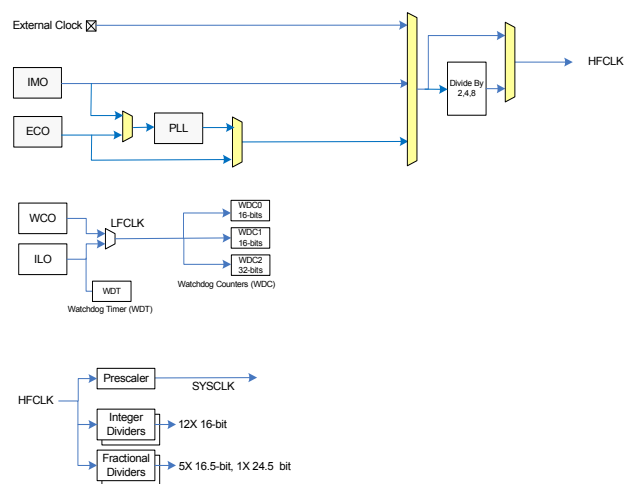 External Clock
HFCLK
IMO
Divide By
2,4,8
ECO
PLL
WDC0
16-bits
WCO
LFCLK
WDC1
16-bits
ILO
WDC2
32-bits
WDT
Watchdog Counters (WDC)
Watchdog Timer (WDT)
Prescaler
SYSCLK
HFCLK
Integer
Dividers
12X 16-bit
Fractional
Dividers
5X 16.5-bit, 1X 24.5 bit